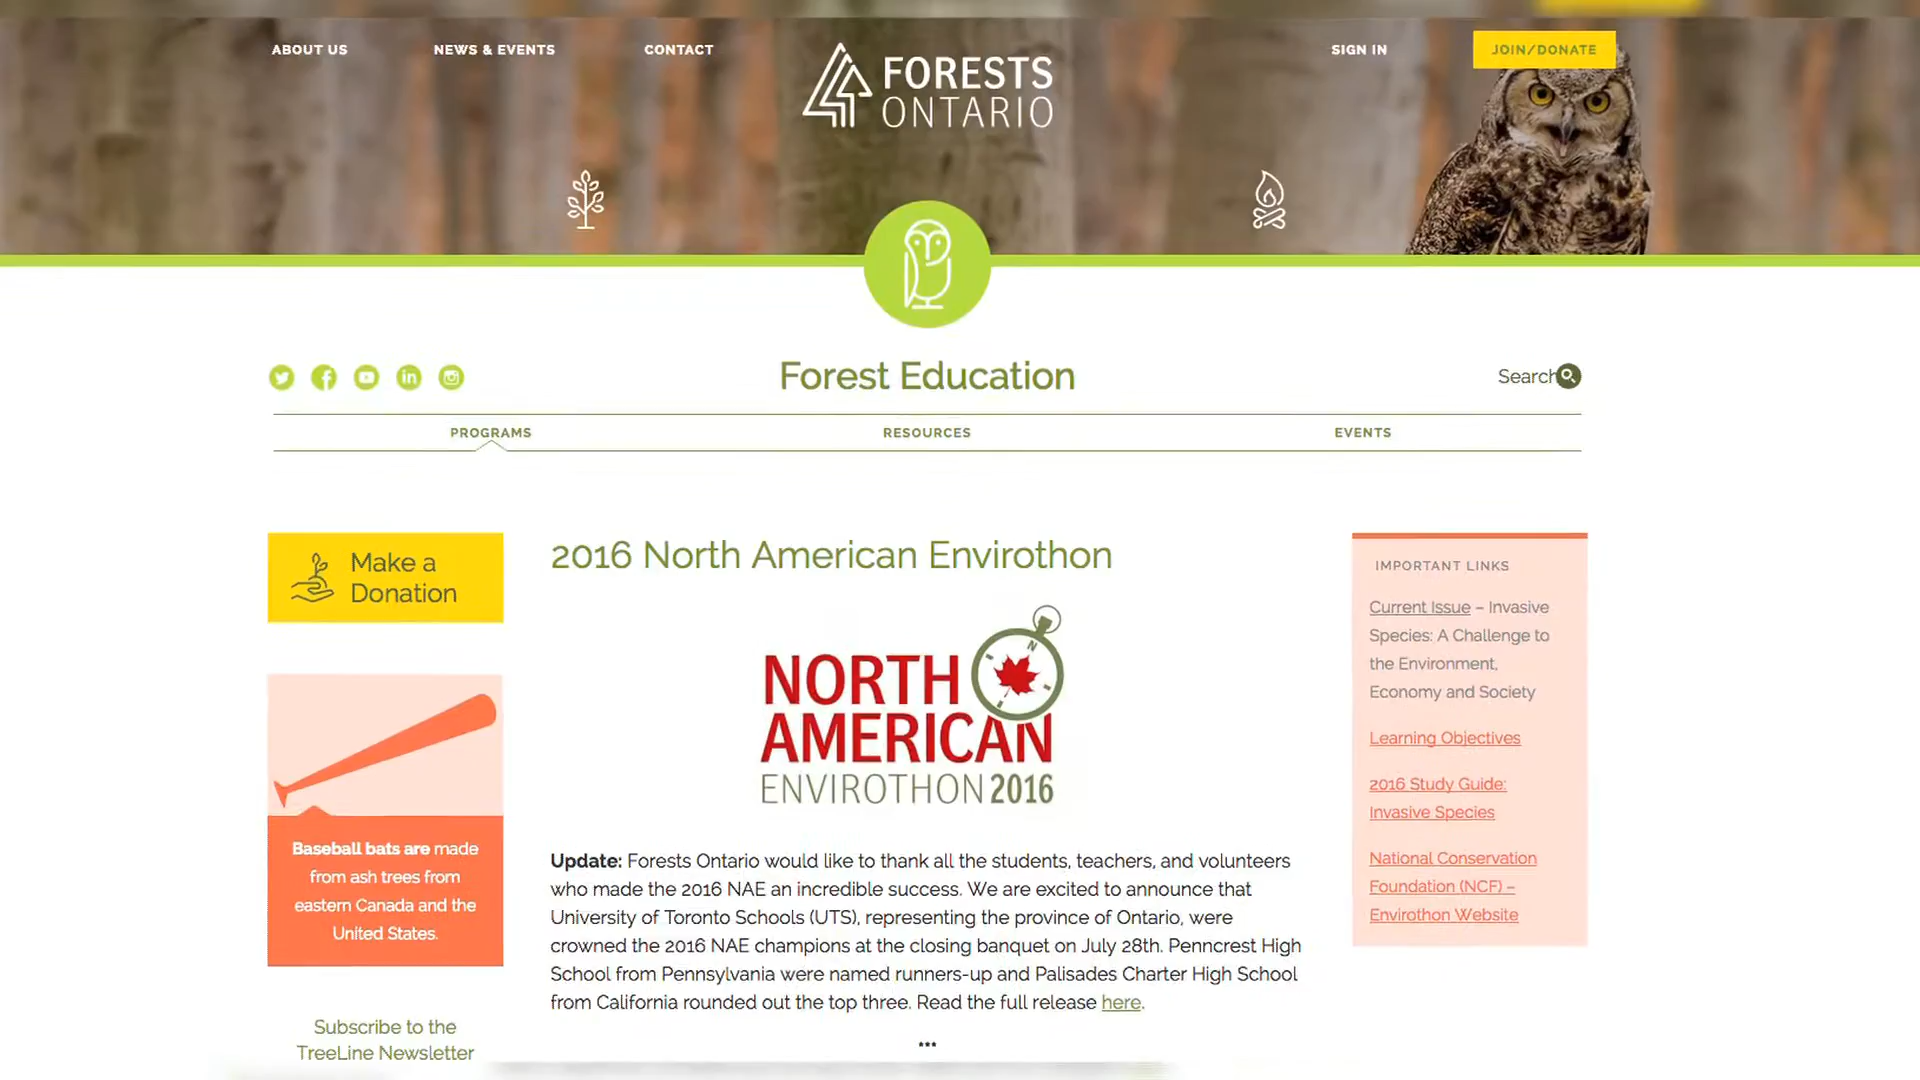 ABOUT US
NEWS & EVENTS
CONTACT
FORESTS
ONTARIO
SIGN IN
JOIN/DONATE
Forest Education
Search
PROGRAMS
RESOURCES
EVENTS
Make a
Donation
Baseball bats are made
from ash trees from
eastern Canada and the
United States.
Subscribe to the
TreeLine Newsletter
2016 North American Envirothon
N
NORTH
AMERICAN
ENVIROTHON 2016
Update: Forests Ontario would like to thank all the students, teachers, and volunteers
who made the 2016 NAE an incredible success. We are excited to announce that
University of Toronto Schools (UTS), representing the province of Ontario, were
crowned the 2016 NAE champions at the closing banquet on July 28th. Penncrest High
School from Pennsylvania were named runners-up and Palisades Charter High School
from California rounded out the top three. Read the full release here.
***
IMPORTANT LINKS
Current Issue – Invasive
Species: A Challenge to
the Environment,
Economy and Society
Learning Objectives
2016 Study Guide:
Invasive Species
National Conservation
Foundation (NCF) –
Envirothon Website